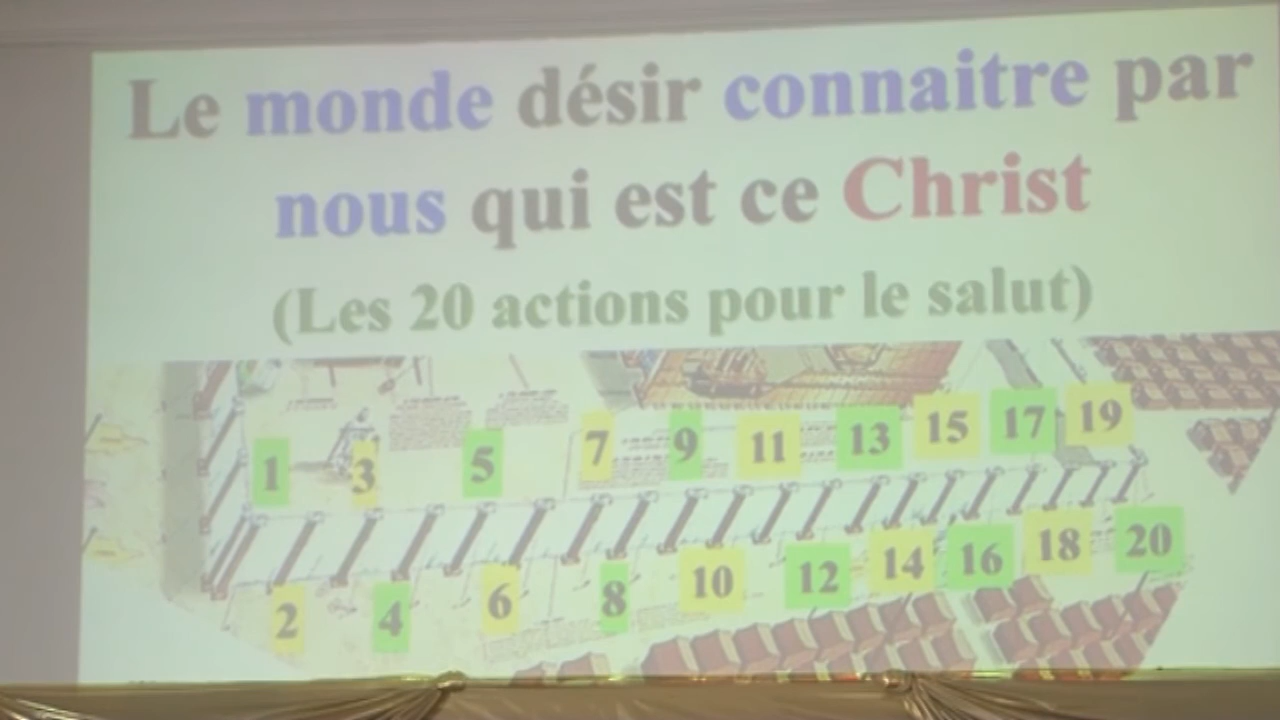 Le monde désir connaitre par
nous qui est ce Christ
(Les 20 actions pour le salut)
1 3 5 7 9 11 13 15 17 19
2 4 6 8 10 12 14 16 18 20